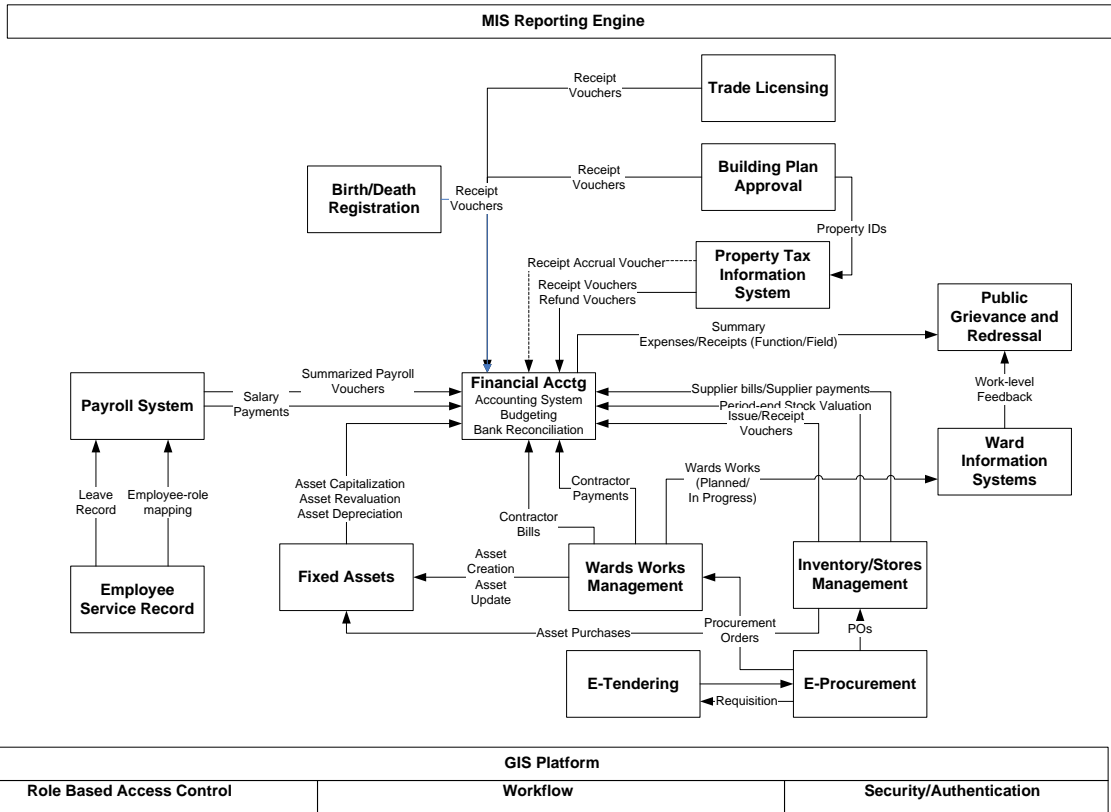 MIS Reporting Engine
Receipt
Vouchers
Trade Licensing
Birth/Death
Registration
Receipt
Vouchers
Receipt
Vouchers
Building Plan
Approval
Property IDs
Receipt Accrual Voucher
Property Tax
Information
System
Receipt Vouchers
Refund Vouchers
Public
Grievance and
Redressal
Summary
Expenses/Receipts (Function/Field)
Payroll System
Summarized Payroll
Vouchers
Salary
Payments
Financial Acctg
Accounting System
Budgeting
Bank Reconciliation
Supplier bills/Supplier payments
Period-end Stock Valuation
Issue/Receipt
Vouchers
Work-level
Feedback
Ward
Information
Systems
Leave
Record
Employee-role
mapping
Asset Capitalization
Asset Revaluation
Asset Depreciation
Contractor
Payments
Contractor
Bills
Wards Works
(Planned/
In Progress)
Employee
Service Record
Fixed Assets
Asset
Creation
Asset
Update
Wards Works
Management
Inventory/Stores
Management
Asset Purchases
Procurement
Orders
POs
E-Tendering
Requisition
E-Procurement
GIS Platform
Role Based Access Control
Workflow
Security/Authentication